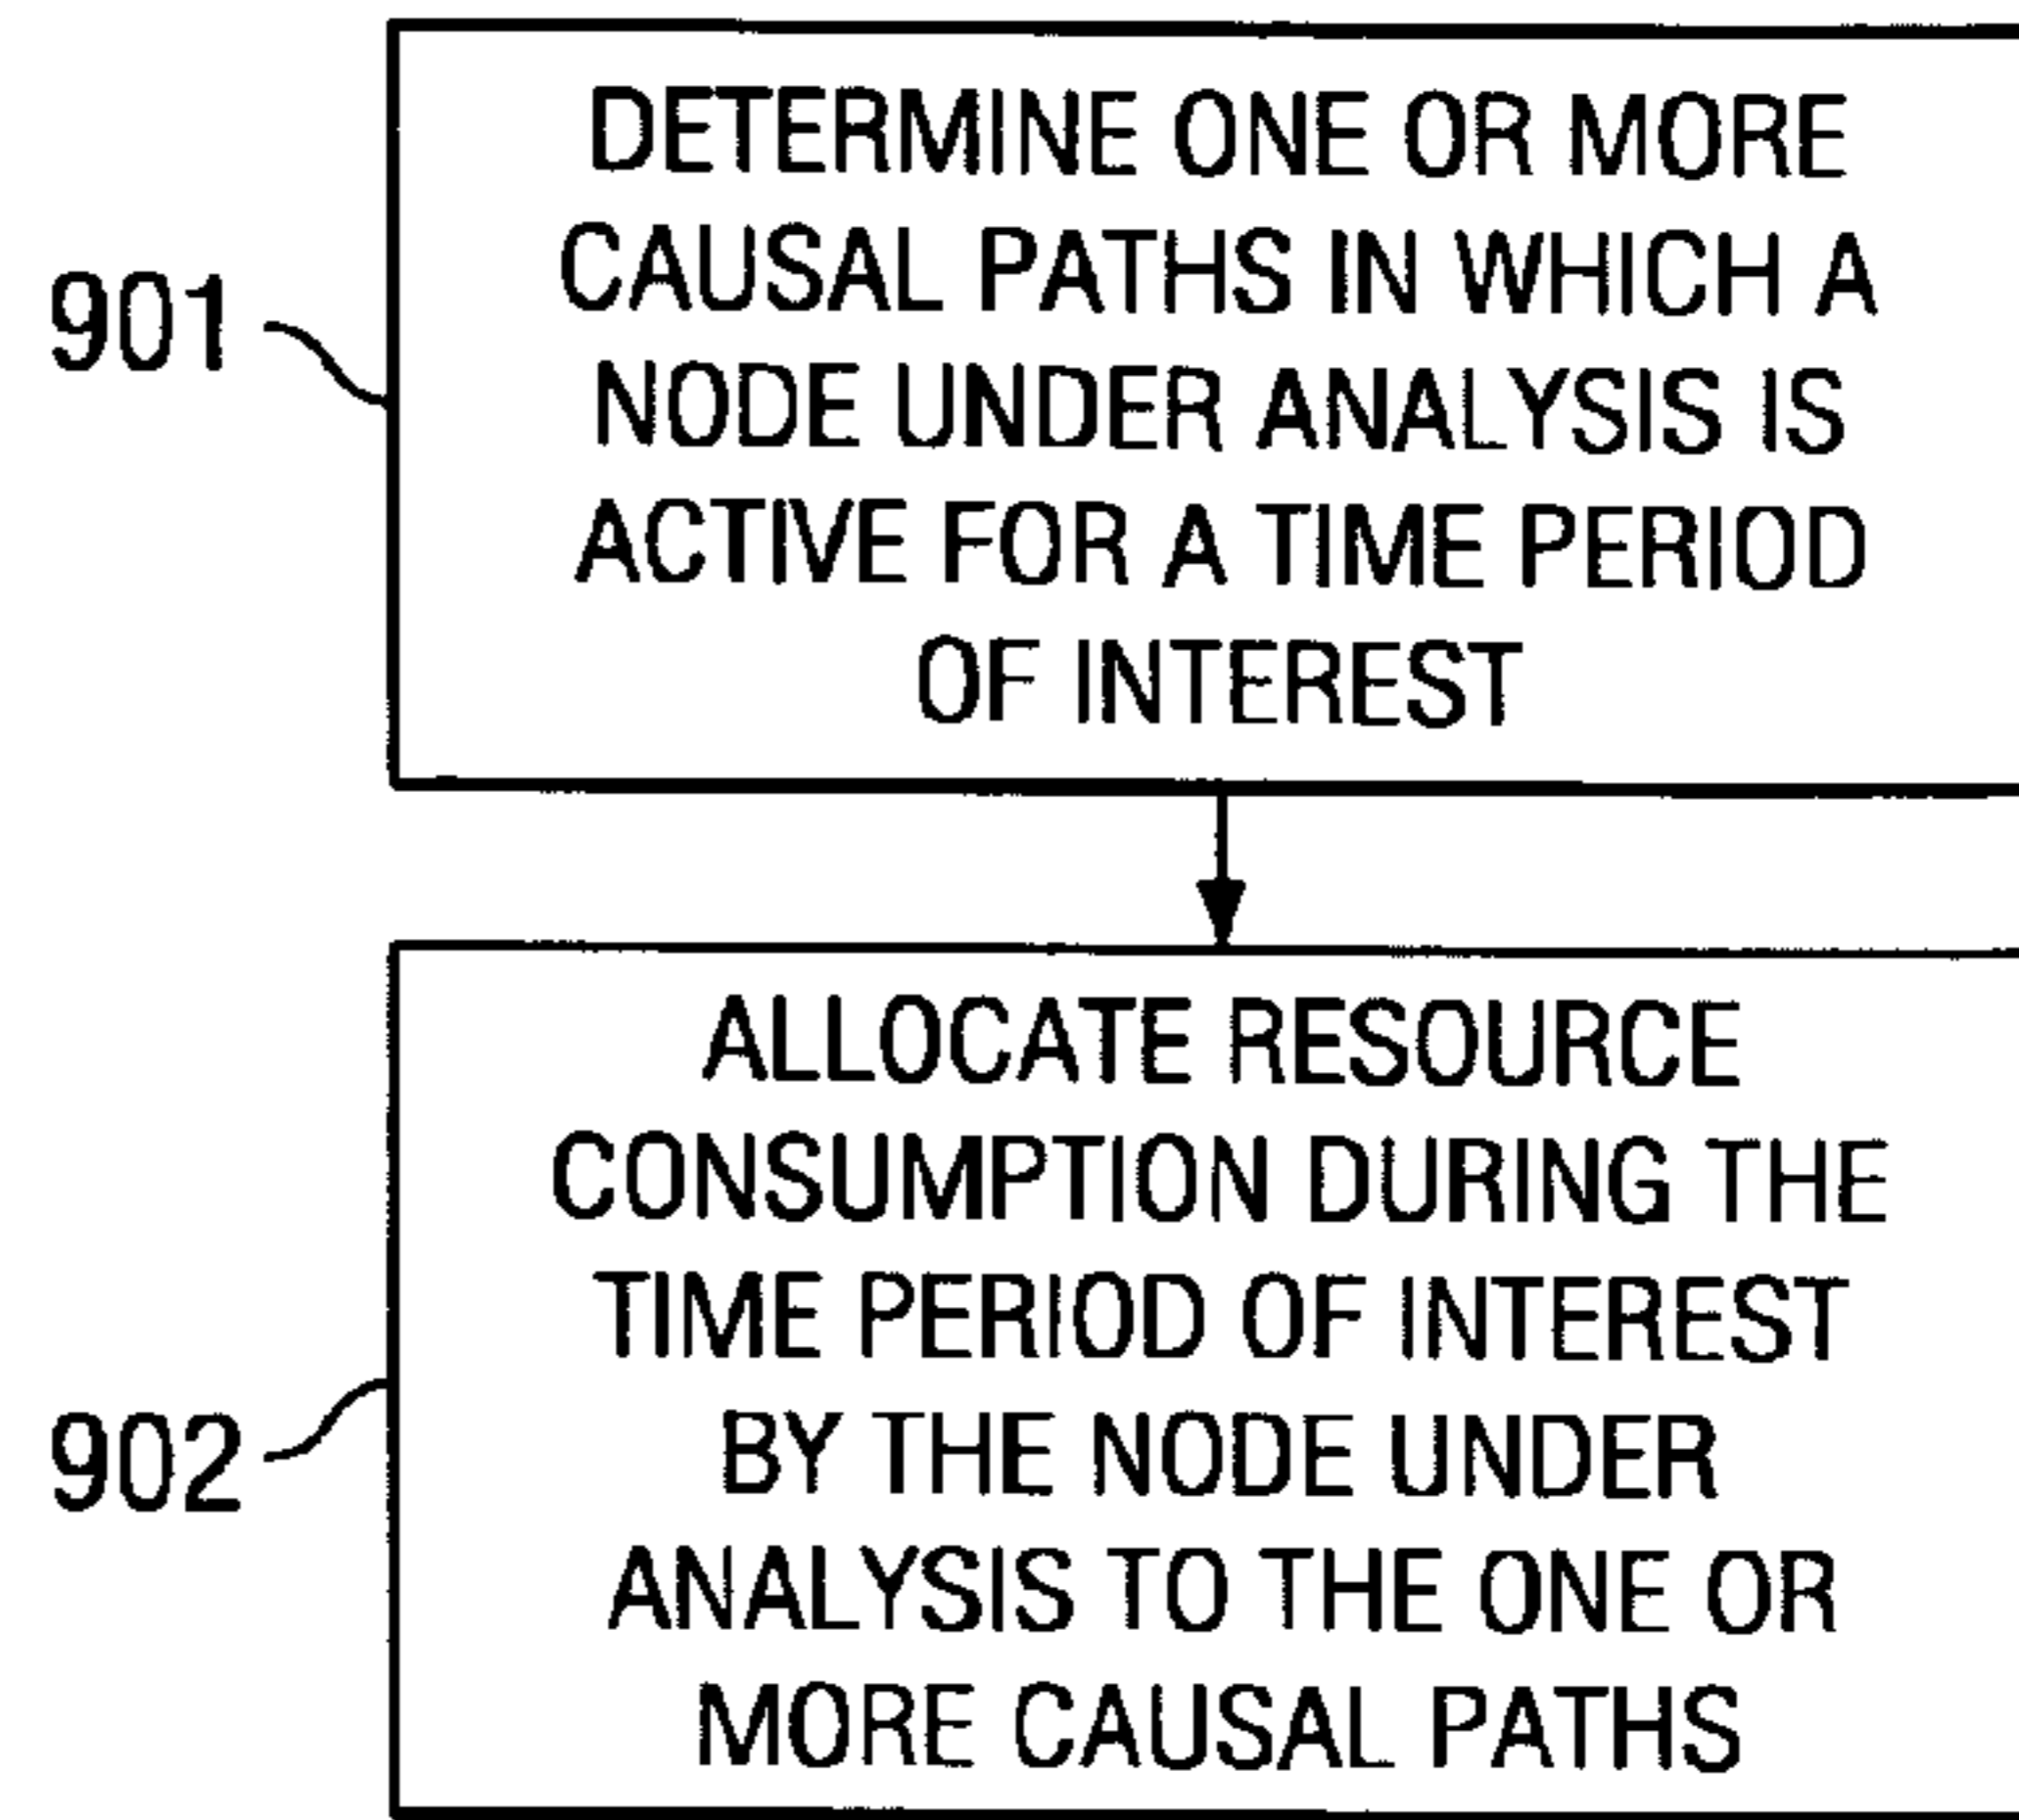 DETERMINE ONE OR MORE
CAUSAL PATHS IN WHICH A
901
NODE UNDER ANALYSIS IS
ACTIVE FOR A TIME PERIOD
OF INTEREST
ALLOCATE RESOURCE
CONSUMPTION DURING THE
TIME PERIOD OF INTEREST
902
BY THE NODE UNDER
ANALYSIS TO THE ONE OR
MORE CAUSAL PATHS